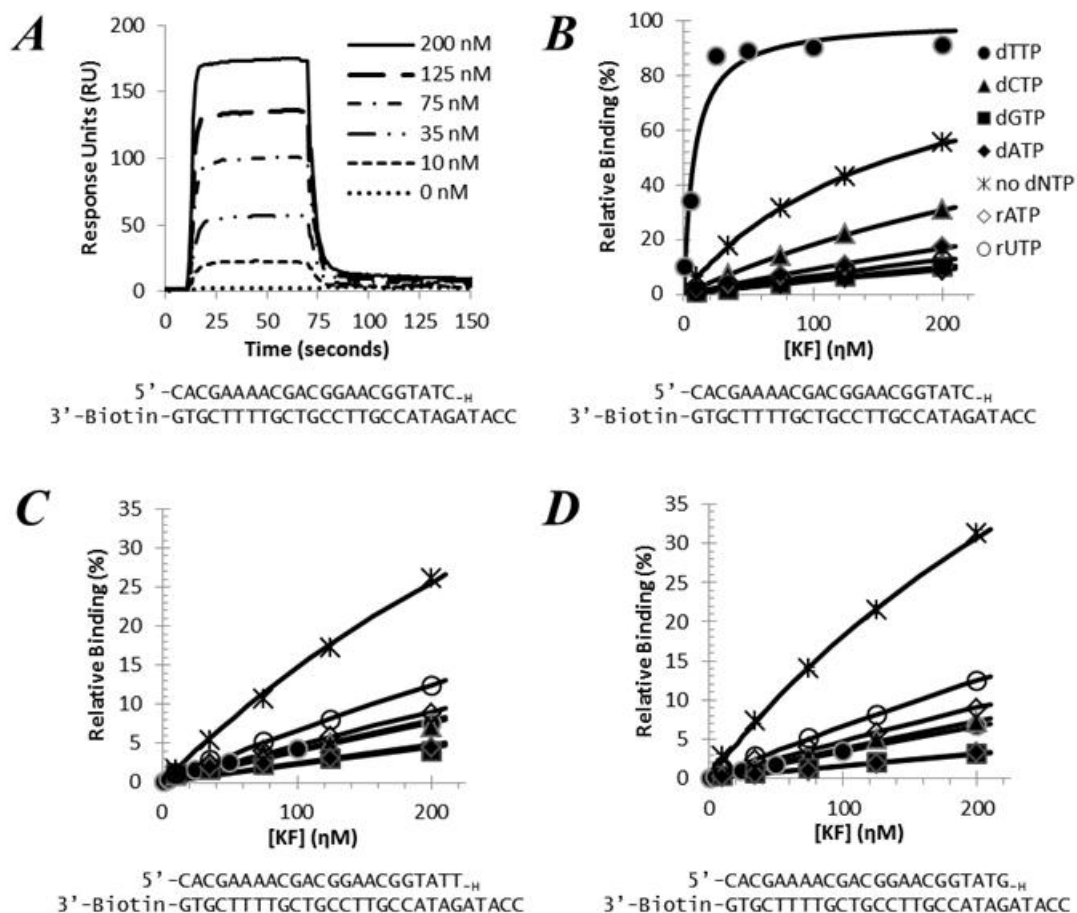 A
B
200
150
100
50
0
Response Units (RU)
0 25 50 75 100 125 150
Time (seconds)
200 nM
125 nM
75 nM
35 nM
10 nM
0 nM
5’-CACGAAAACGACGGAACGGTATC-H
3’-Biotin-GTGCTTTTGCTGCCTTGCCATAGATACC
100
80
60
40
20
0
Relative Binding (%)
0 100 200
[KF] (ηM)
dTTP
dCTP
dGTP
dATP
no dNTP
rATP
rUTP
5’-CACGAAAACGACGGAACGGTATC-H
3’-Biotin-GTGCTTTTGCTGCCTTGCCATAGATACC
C
D
35
30
25
20
15
10
5
0
Relative Binding (%)
0 100 200
[KF] (ηM)
5’-CACGAAAACGACGGAACGGTATT-H
3’-Biotin-GTGCTTTTGCTGCCTTGCCATAGATACC
35
30
25
20
15
10
5
0
Relative Binding (%)
0 100 200
[KF] (ηM)
5’-CACGAAAACGACGGAACGGTATG-H
3’-Biotin-GTGCTTTTGCTGCCTTGCCATAGATACC